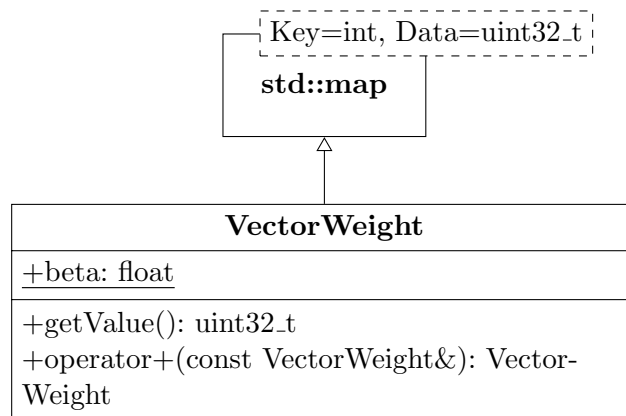 Key=int, Data=uint32_t
std::map
VectorWeight
+beta: float
+getValue(): uint32_t
+operator+(const VectorWeight&): Vector-
Weight